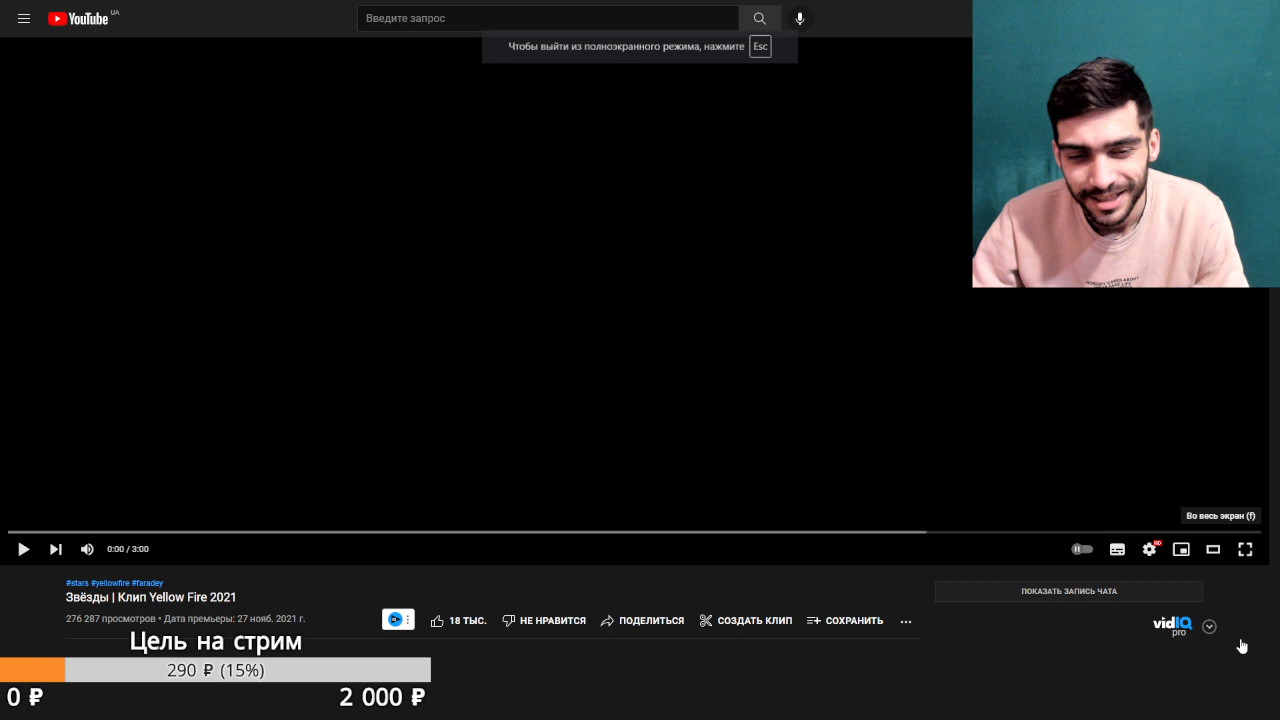 YouTube UA
Введите запрос
Чтобы выйти из полноэкранного режима, нажмите Esc
Во весь экран (f)
0:00 / 3:00
HD
#stars #yellowfire #faradey
Звёзды | Клип Yellow Fire 2021
276 287 просмотров • Дата премьеры: 27 нояб. 2021 г.
18 ТЫС.
НЕ НРАВИТСЯ
ПОДЕЛИТЬСЯ
СОЗДАТЬ КЛИП
СОХРАНИТЬ
ПОКАЗАТЬ ЗАПИСЬ ЧАТА
vidIQ
pro
Цель на стрим
290 ₽ (15%)
0 ₽
2 000 ₽